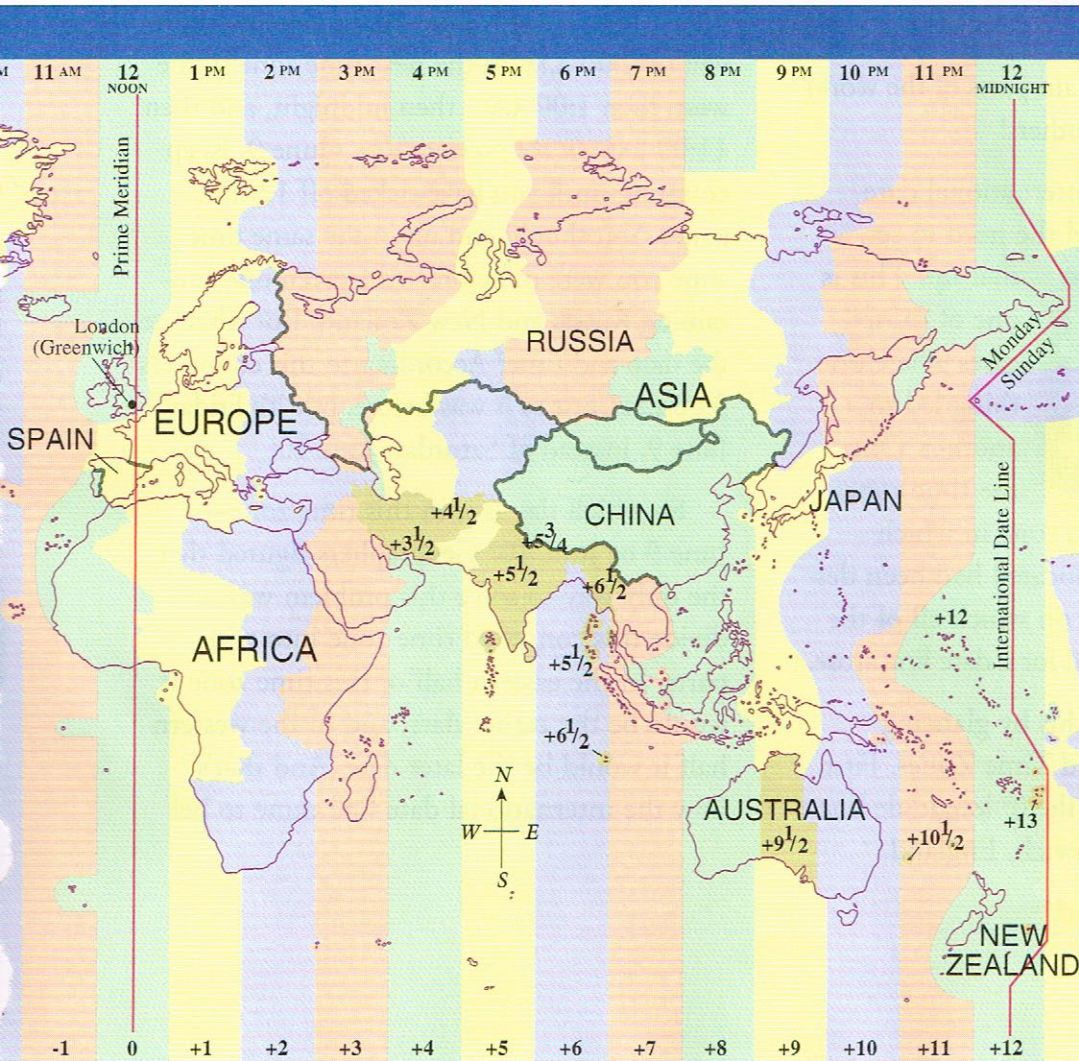 M 11 AM 12 1 PM 2 PM 3 PM 4 PM 5 PM 6 PM 7 PM 8 PM 9 PM 10 PM 11 PM 12
NOON MIDNIGHT
Prime Meridian
London
(Greenwich)
RUSSIA
Monday
Sunday
ASIA
EUROPE
SPAIN
JAPAN
CHINA
International Date Line
+4 1/2
+3 1/2
+5 3/4
+5 1/2
+6 1/2
+12
AFRICA
+5 1/2
+6 1/2
N
W E
S
AUSTRALIA
+9 1/2
+10 1/2
+13
NEW
ZEALAND
-1 0 +1 +2 +3 +4 +5 +6 +7 +8 +9 +10 +11 +12